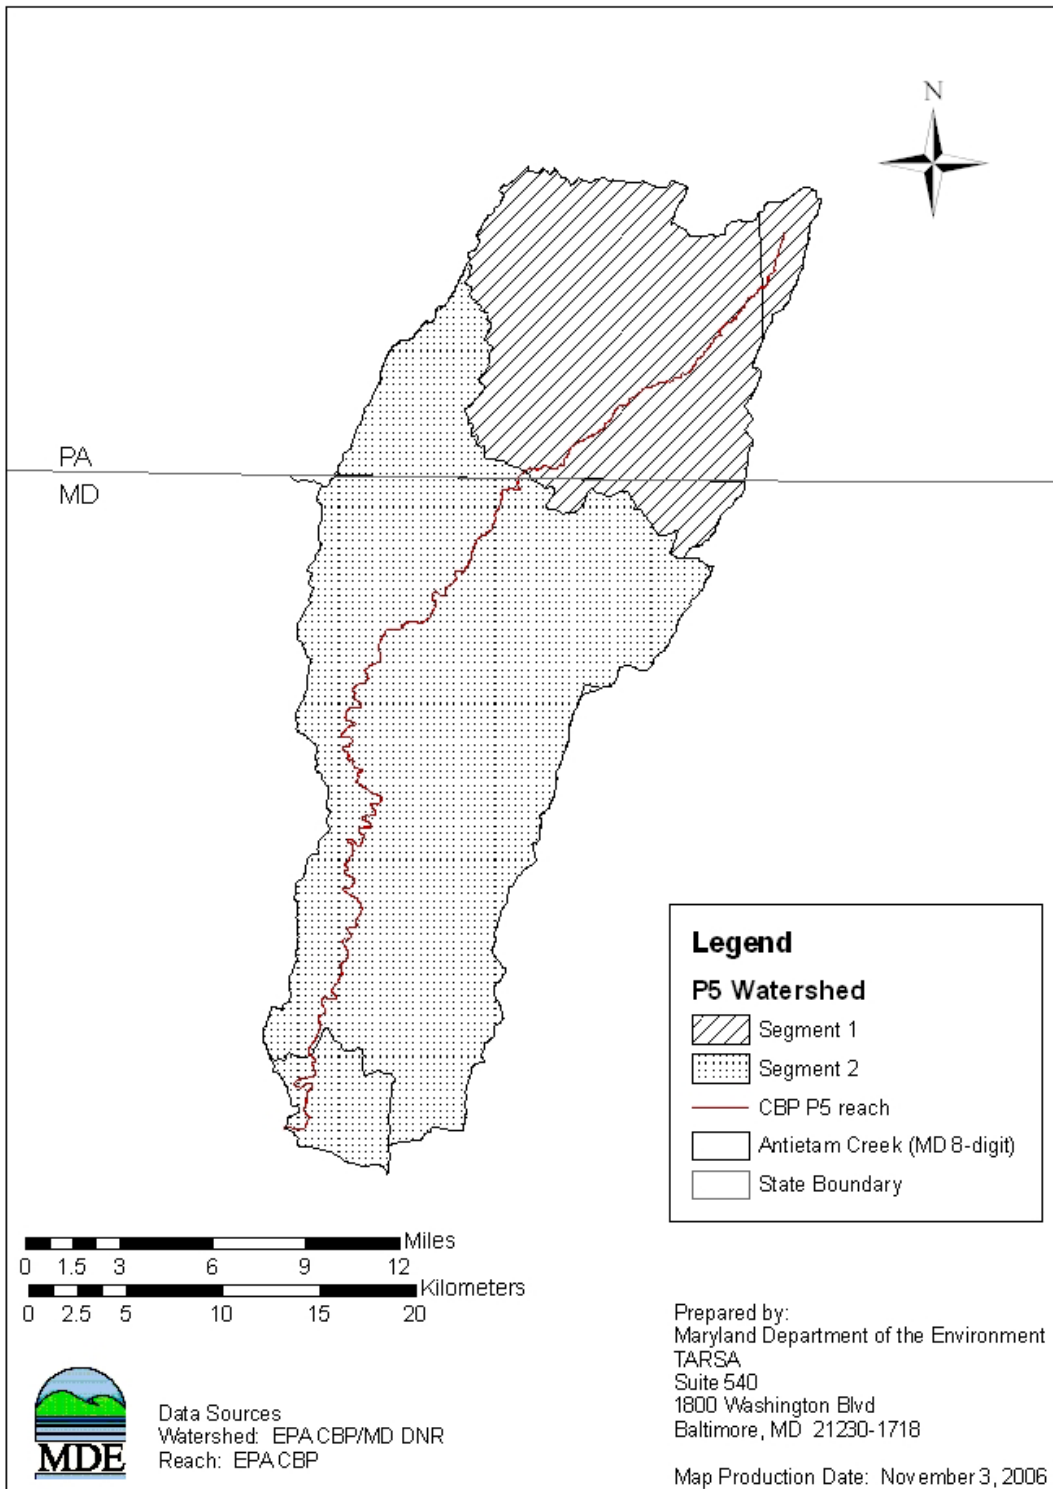 N
PA
MD
Legend
P5 Watershed
Segment 1
Segment 2
CBP P5 reach
Antietam Creek (MD 8-digit)
State Boundary
Miles
0 1.5 3 6 9 12
Kilometers
0 2.5 5 10 15 20
MDE
Data Sources
Watershed: EPA CBP/MD DNR
Reach: EPA CBP
Prepared by:
Maryland Department of the Environment
TARSA
Suite 540
1800 Washington Blvd
Baltimore, MD 21230-1718
Map Production Date: November 3, 2006